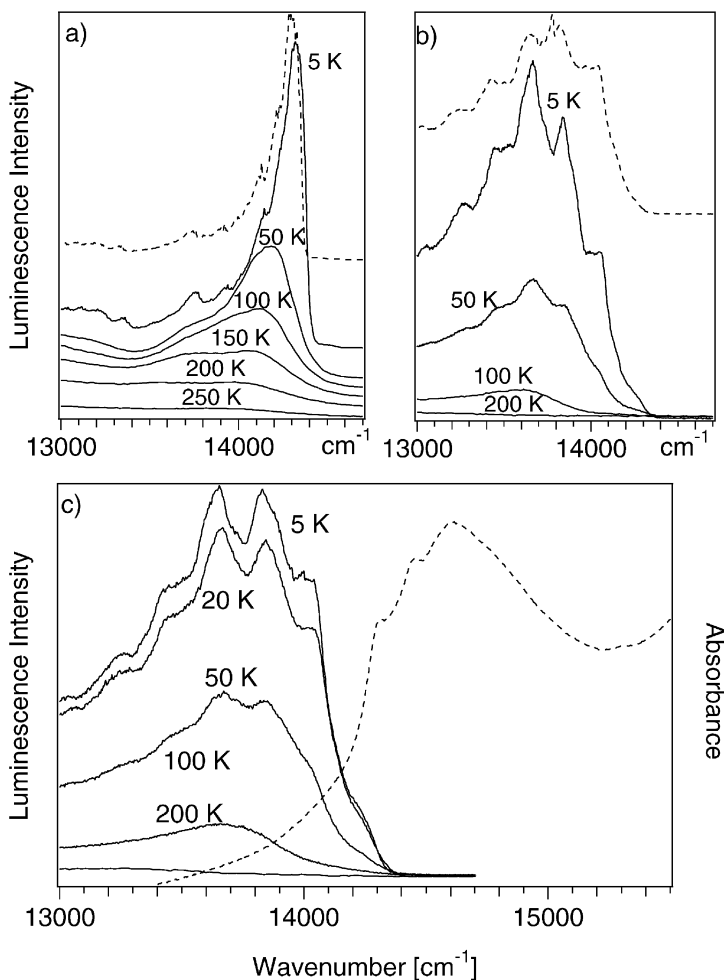 a)
5 K
50 K
100 K
150 K
200 K
250 K
13000
14000
cm-1
Luminescence Intensity
b)
5 K
50 K
100 K
200 K
13000
14000
cm-1
c)
5 K
20 K
50 K
100 K
200 K
Luminescence Intensity
Absorbance
13000
14000
15000
Wavenumber [cm-1]